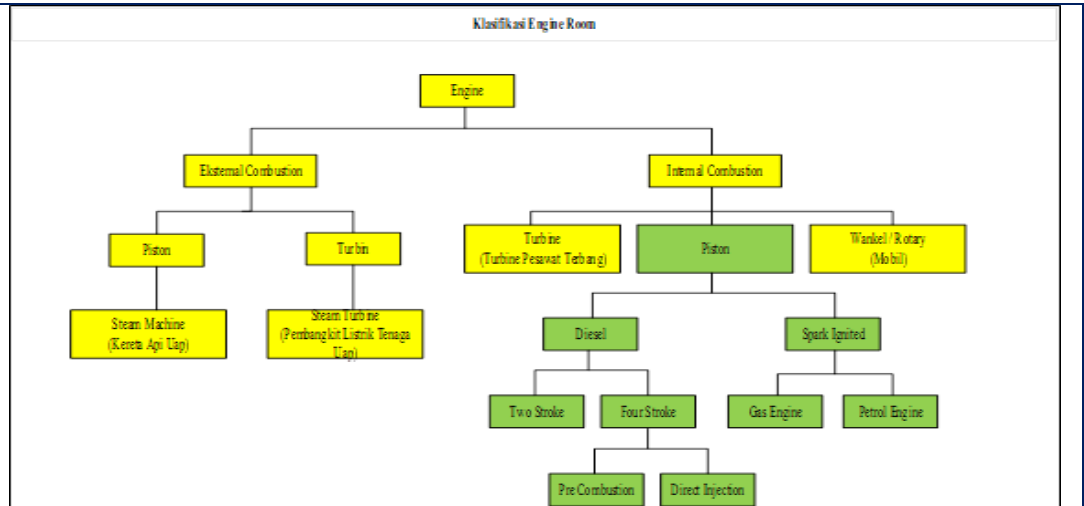 Klasifikasi Engine Room
Engine
Eksternal Combustion
Internal Combustion
Piston
Turbin
Turbine
(Turbine Pesawat Terbang)
Piston
Wankel / Rotary
(Mobil)
Steam Machine
(Kereta Api Uap)
Steam Turbine
(Pembangkit Listrik Tenaga
Uap)
Diesel
Spark Ignited
Two Stroke
Four Stroke
Gas Engine
Petrol Engine
Pre Combustion
Direct Injection